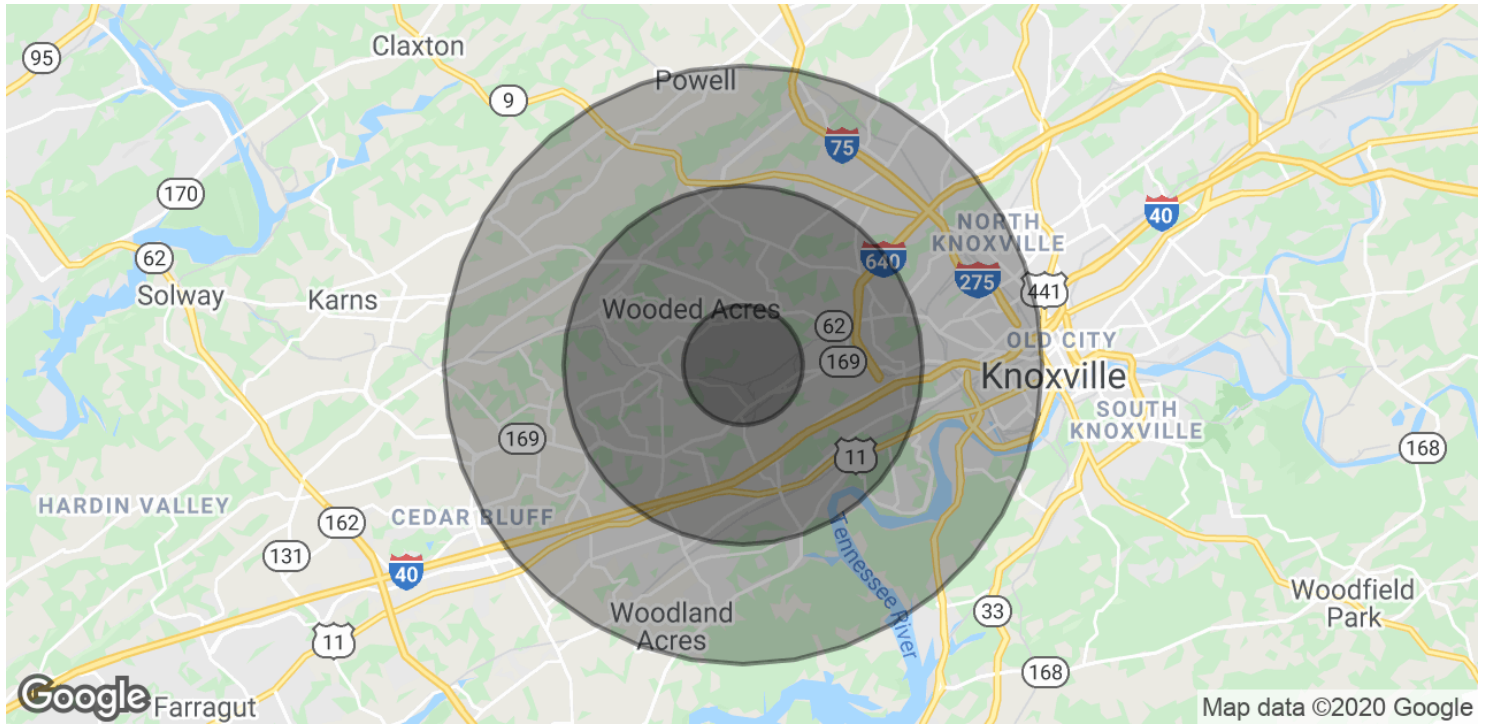 Claxton
95
Powell
9
75
170
40
NORTH
KNOXVILLE
62
640
275
Solway
Karns
441
Wooded Acres
62
OLD CITY
169
Knoxville
SOUTH
KNOXVILLE
169
168
11
HARDIN VALLEY
CEDAR BLUFF
162
131
40
Tennessee River
Woodfield
Park
33
Woodland
Acres
11
168
Google
Farragut
Map data ©2020 Google